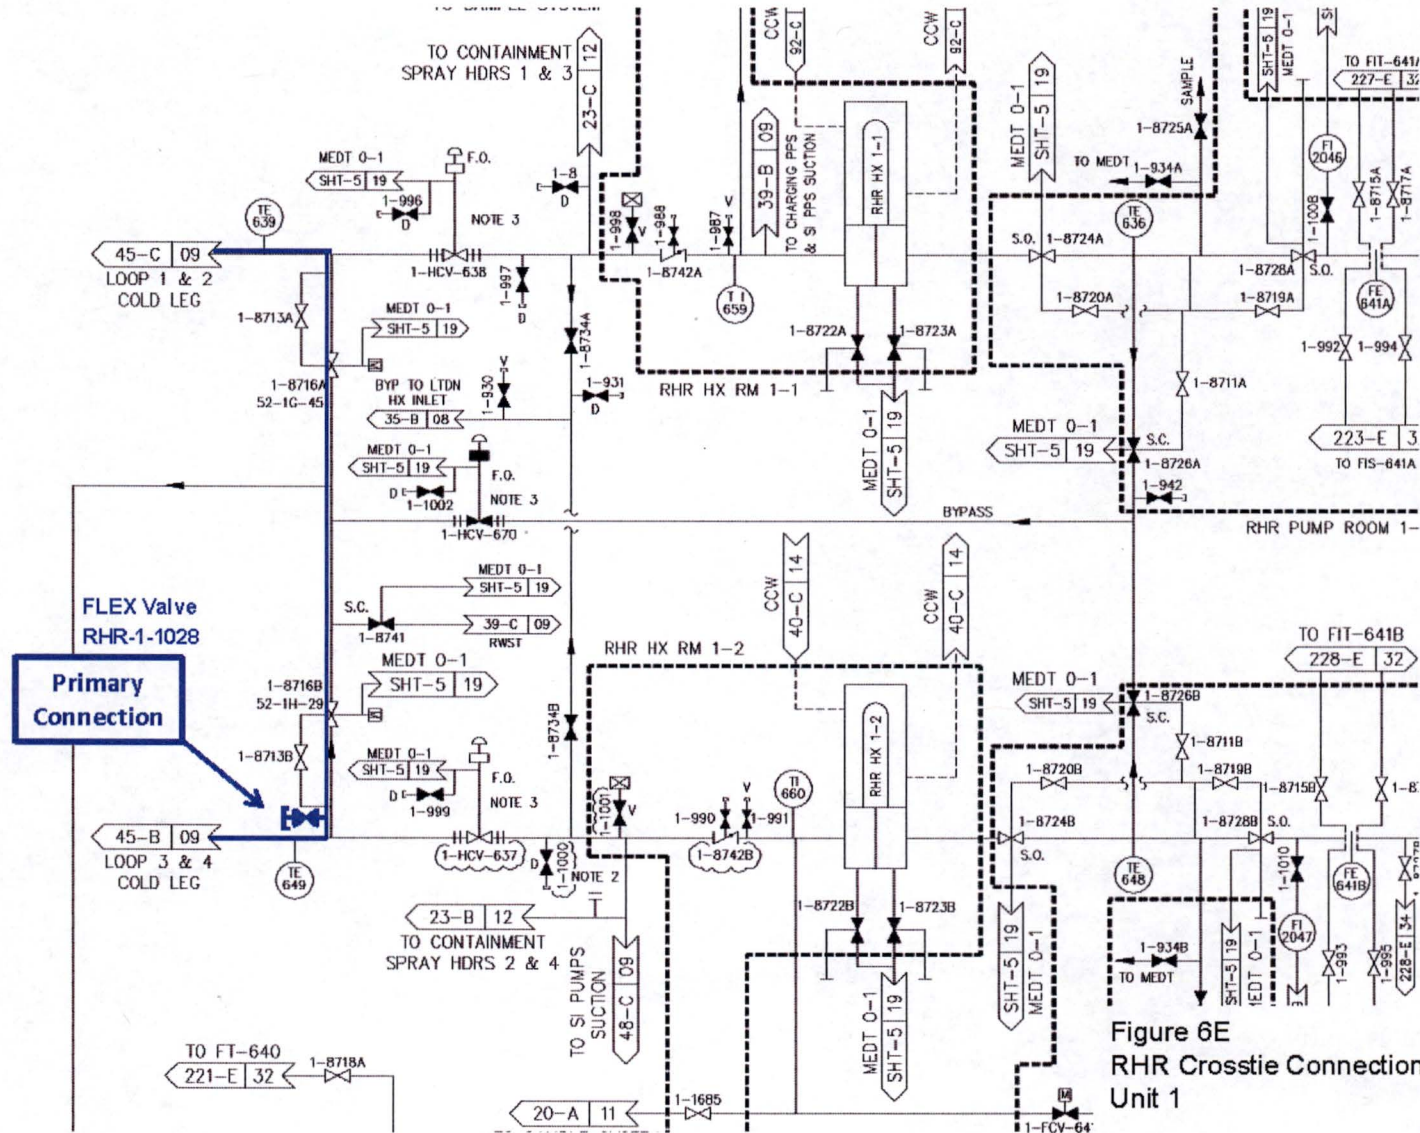 TO CONTAINMENT
SPRAY HDRS 1 & 3
23-C 12
CCW
92-C
CCW
92-C
MEDT 0-1
SHT-5 19
SAMPLE
SHT-5 19
MEDT 0-1
TO FIT-641A
227-E 32
MEDT 0-1
SHT-5 19
F.O.
1-996
D
NOTE 3
1-8
D
1-998
V
1-988
1-987
V
39-B 09
TO CHARGING PPS
& SI PPS SUCTION
RHR HX 1-1
1-8725A
TO MEDT
1-934A
FI
2046
1-8715A
1-8717A
TE
639
TE
636
1-100B
45-C 09
LOOP 1 & 2
COLD LEG
1-HCV-638
1-997
D
1-8742A
TI
659
S.O.
1-8724A
1-8728A
S.O.
FE
641A
1-8713A
MEDT 0-1
SHT-5 19
1-8734A
1-8720A
1-8719A
1-8722A
1-8723A
1-992
1-994
1-8716A
52-1G-45
BYP TO LTDN
HX INLET
35-B 08
1-930
V
1-931
D
RHR HX RM 1-1
1-8711A
MEDT 0-1
SHT-5 19
MEDT 0-1
SHT-5 19
S.C.
1-8726A
223-E
TO FIS-641A
MEDT 0-1
SHT-5 19
F.O.
D
1-1002
NOTE 3
1-942
1-HCV-670
BYPASS
RHR PUMP ROOM 1-
CCW
40-C 14
CCW
40-C 14
MEDT 0-1
SHT-5 19
FLEX Valve
RHR-1-1028
S.C.
1-8741
39-C 09
RWST
RHR HX RM 1-2
TO FIT-641B
228-E 32
Primary
Connection
MEDT 0-1
SHT-5 19
1-8716B
52-1H-29
1-8734B
RHR HX 1-2
MEDT 0-1
SHT-5 19
1-8726B
S.C.
1-8713B
MEDT 0-1
SHT-5 19
F.O.
D
1-999
NOTE 3
1-1001
V
1-990
1-991
V
TI
660
1-8711B
1-8720B
1-8719B
1-8715B
45-B 09
LOOP 3 & 4
COLD LEG
1-HCV-637
D
1-1000
NOTE 2
1-8742B
1-8724B
S.O.
1-8728B
S.O.
TE
649
TE
648
1-1010
FE
641B
1-8722B
1-8723B
23-B 12
TO CONTAINMENT
SPRAY HDRS 2 & 4
TO SI PUMPS
SUCTION
48-C 09
MEDT 0-1
SHT-5 19
SHT-5 19
MEDT 0-1
1-934B
TO MEDT
SHT-5 19
FI
2047
1-993
1-995
228-E 34
Figure 6E
RHR Crosstie Connection
Unit 1
TO FT-640
221-E 32
1-8718A
20-A 11
1-1685
M